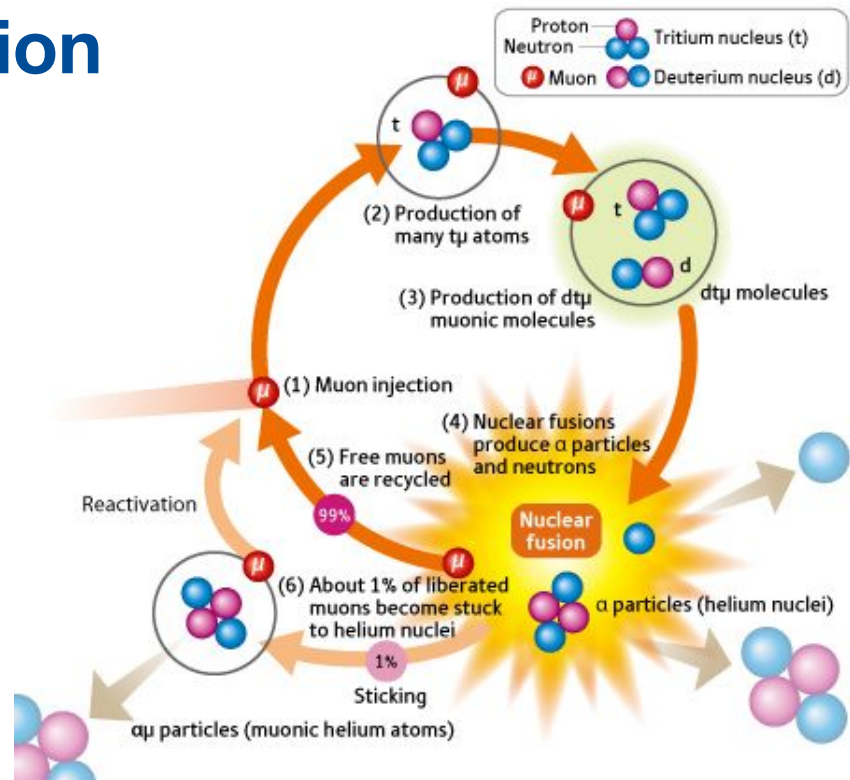 ion
Proton
Neutron
Tritium nucleus (t)
μ Muon
Deuterium nucleus (d)
μ
t
(2) Production of
many tμ atoms
μ
t
d
(3) Production of dtμ
muonic molecules
dtμ molecules
μ
(1) Muon injection
(4) Nuclear fusions
produce α particles
and neutrons
(5) Free muons
are recycled
99%
Reactivation
Nuclear
fusion
μ
μ
(6) About 1% of liberated
muons become stuck
to helium nuclei
α particles (helium nuclei)
1%
Sticking
αμ particles (muonic helium atoms)